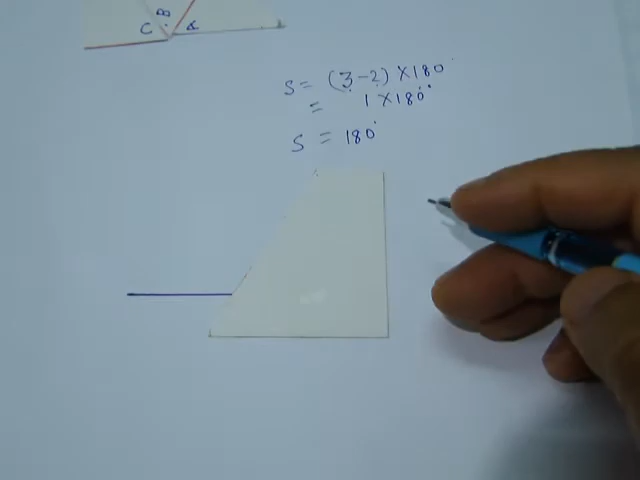 B
C A
S = (3-2) × 180°
= 1 × 180°
S = 180°